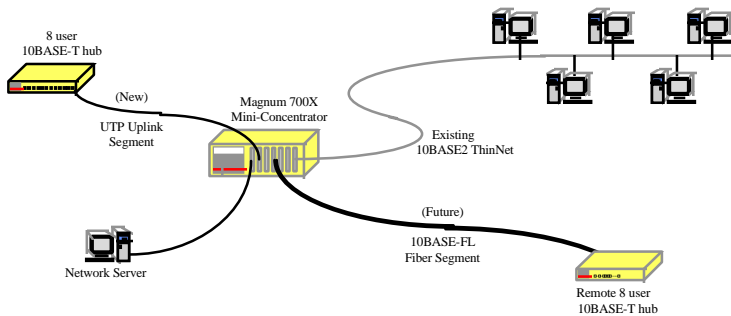 8 user
10BASE-T hub
(New)
UTP Uplink
Segment
Magnum 700X
Mini-Concentrator
Existing
10BASE2 ThinNet
Network Server
(Future)
10BASE-FL
Fiber Segment
Remote 8 user
10BASE-T hub